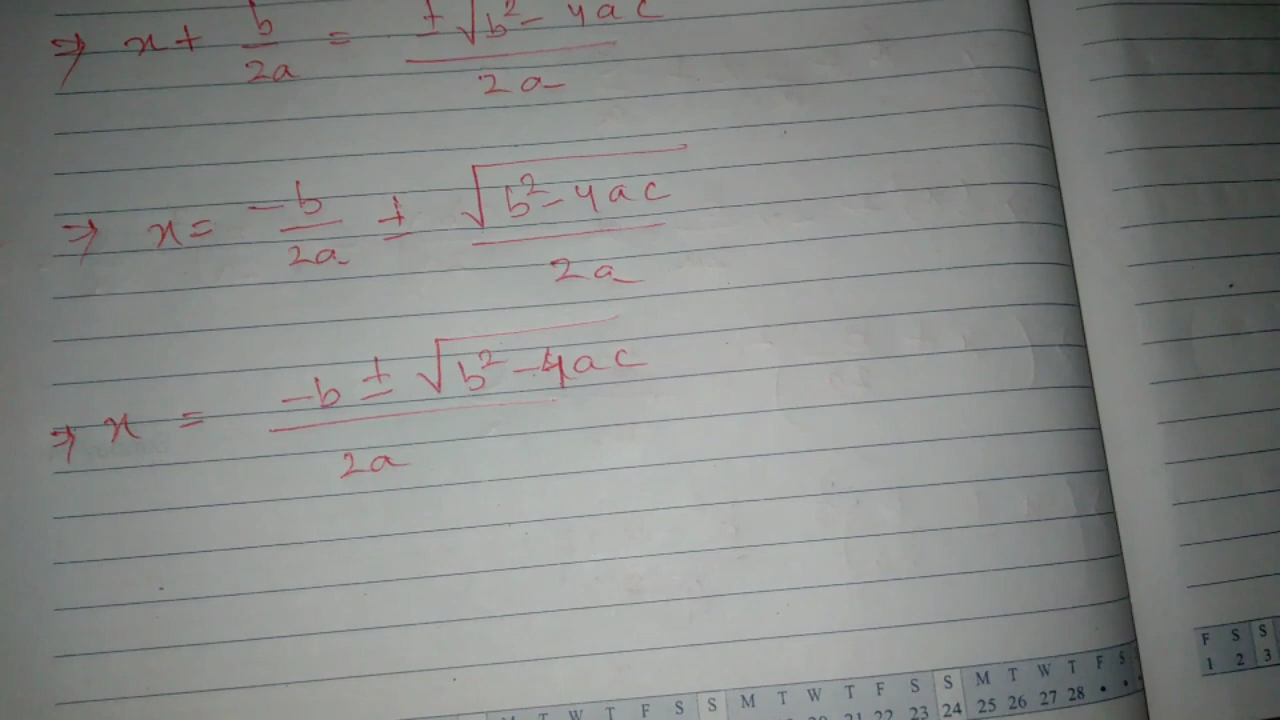 ⇒ x + b/2a = ± √b² - 4ac / 2a
⇒ x = -b/2a ± √b² - 4ac / 2a
⇒ x = -b ± √b² - 4ac / 2a
F S S
1 2 3
T W T F S S M T W T F S S M T W T F S
21 22 23 24 25 26 27 28 • •